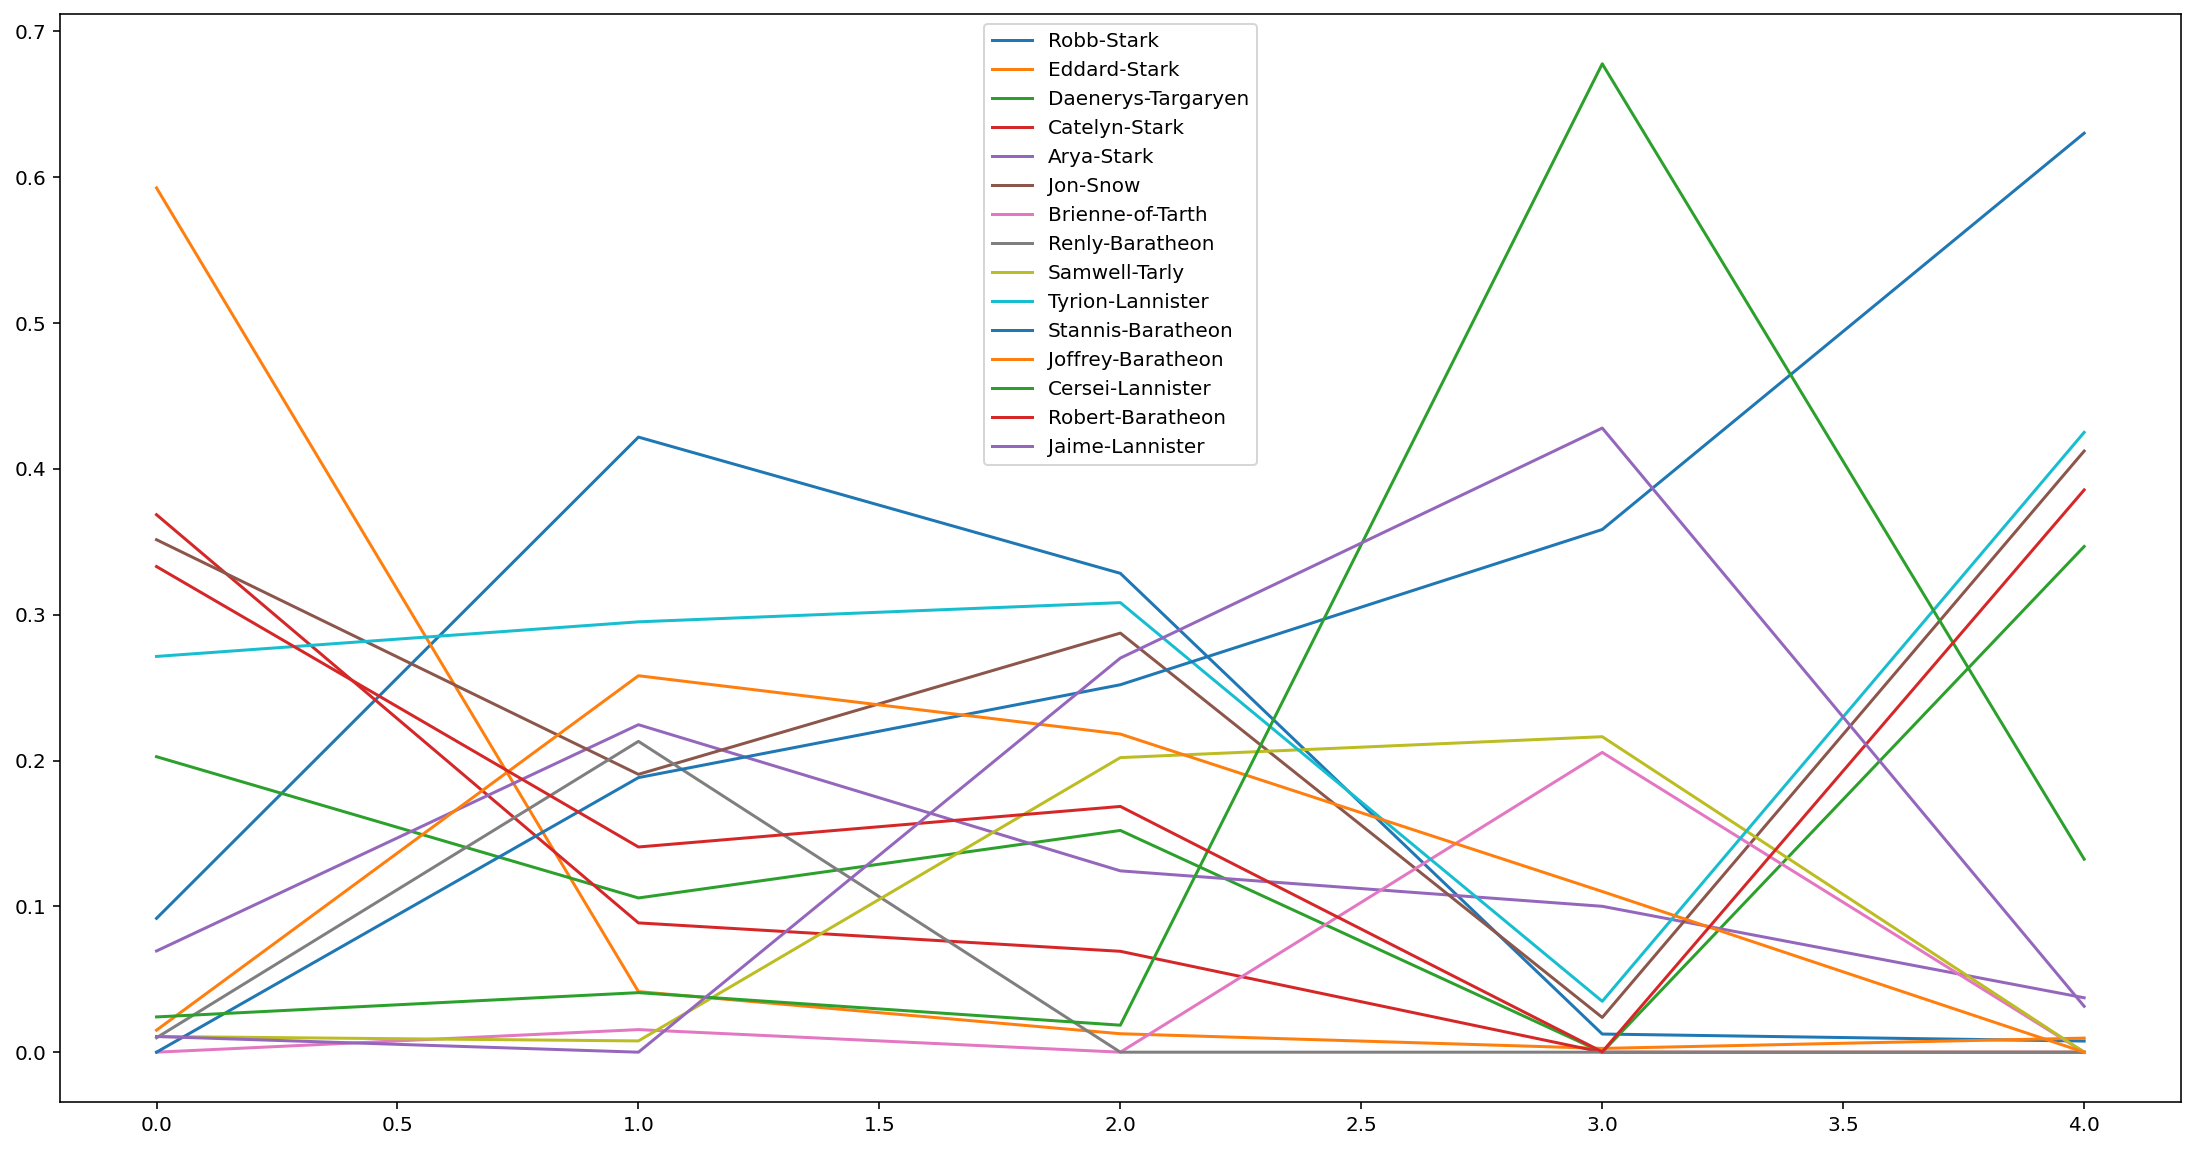 0.7
0.6
0.5
0.4
0.3
0.2
0.1
0.0
Robb-Stark
Eddard-Stark
Daenerys-Targaryen
Catelyn-Stark
Arya-Stark
Jon-Snow
Brienne-of-Tarth
Renly-Baratheon
Samwell-Tarly
Tyrion-Lannister
Stannis-Baratheon
Joffrey-Baratheon
Cersei-Lannister
Robert-Baratheon
Jaime-Lannister
0.0 0.5 1.0 1.5 2.0 2.5 3.0 3.5 4.0